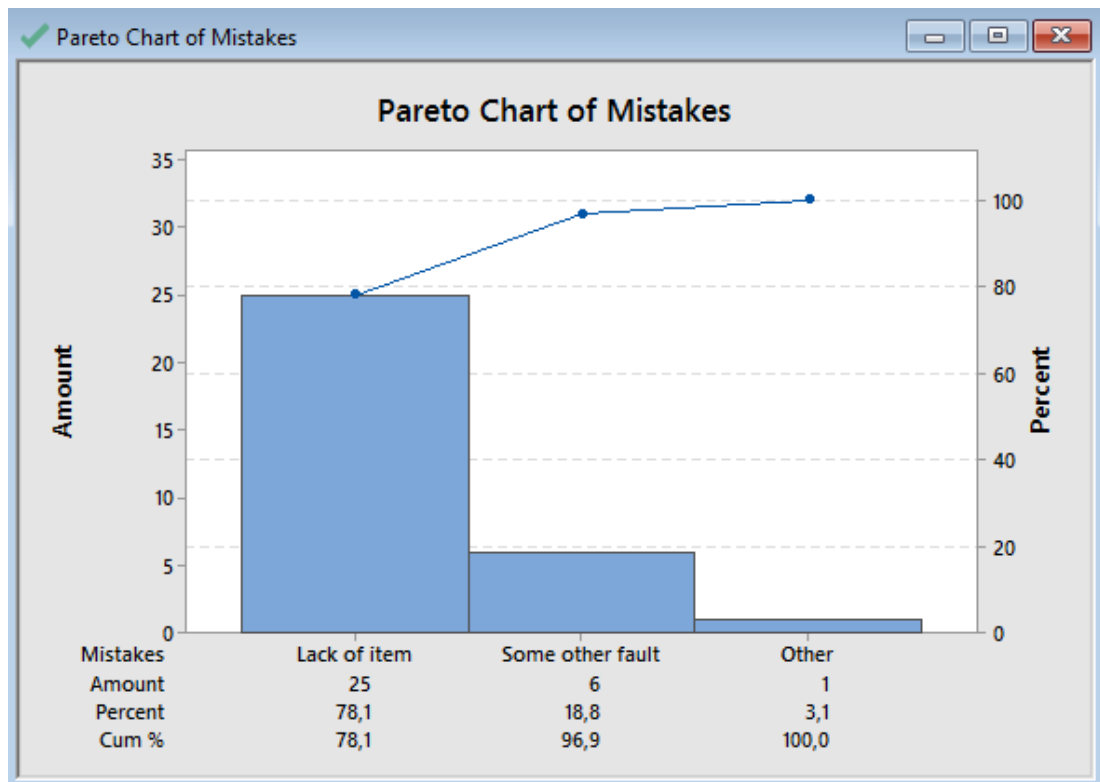 Pareto Chart of Mistakes
Pareto Chart of Mistakes
35
30
25
20
15
10
5
0
Amount
100
80
60
40
20
0
Percent
Mistakes Lack of item Some other fault Other
Amount 25 6 1
Percent 78,1 18,8 3,1
Cum % 78,1 96,9 100,0